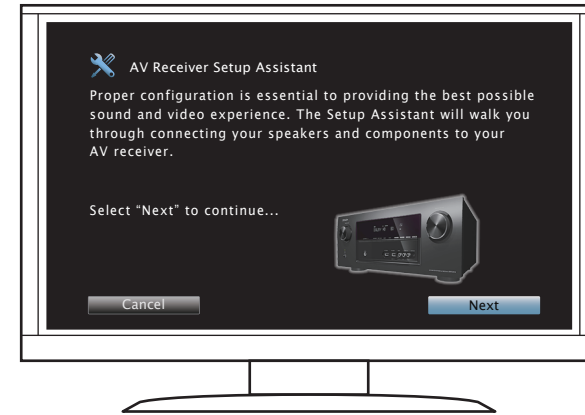 AV Receiver Setup Assistant
Proper configuration is essential to providing the best possible
sound and video experience. The Setup Assistant will walk you
through connecting your speakers and components to your
AV receiver.
Select “Next” to continue...
Cancel
Next